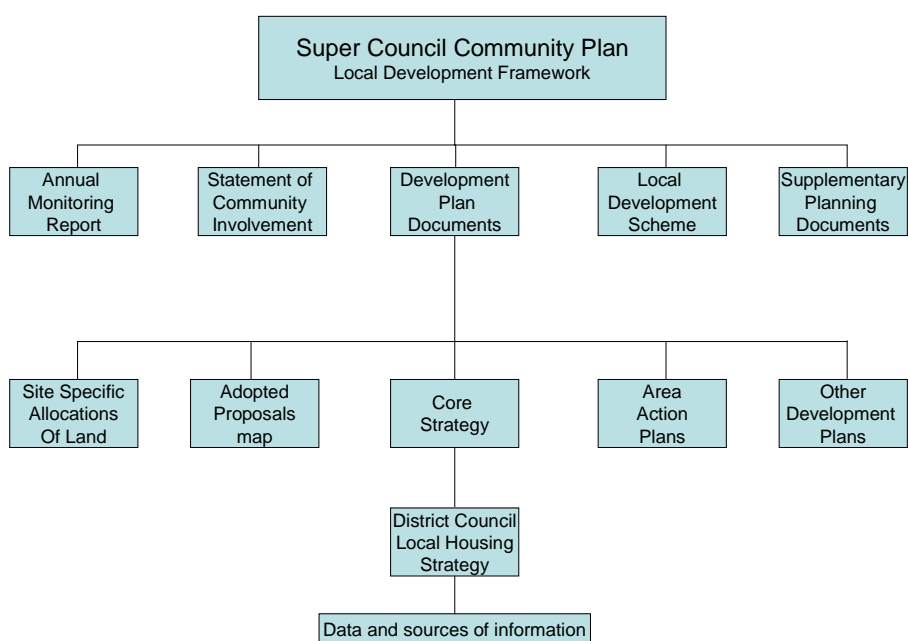 Super Council Community Plan
Local Development Framework
Annual
Monitoring
Report
Statement of
Community
Involvement
Development
Plan
Documents
Local
Development
Scheme
Supplementary
Planning
Documents
Site Specific
Allocations
Of Land
Adopted
Proposals
map
Core
Strategy
Area
Action
Plans
Other
Development
Plans
District Council
Local Housing
Strategy
Data and sources of information